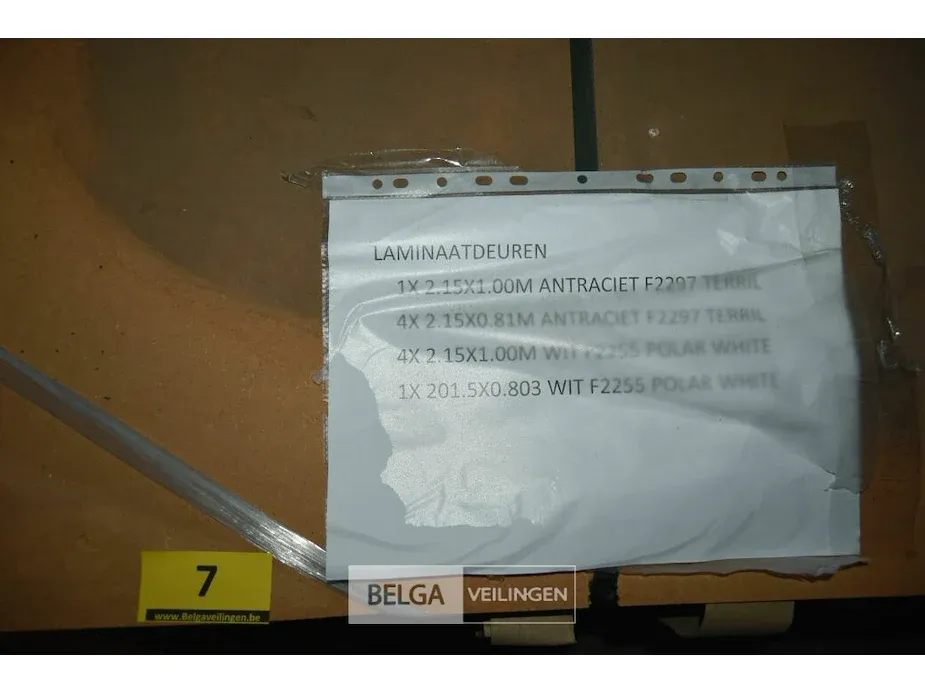 LAMINAATDEUREN
1X 2.15X1.00M ANTRACIET F2297 TERRIL
4X 2.15X0.81M ANTRACIET F2297 TERRIL
4X 2.15X1.00M WIT F2255 POLAR WHITE
1X 201.5X0.803 WIT F2255 POLAR WHITE
7
www.Belgaveilingen.be
BELGA VEILINGEN